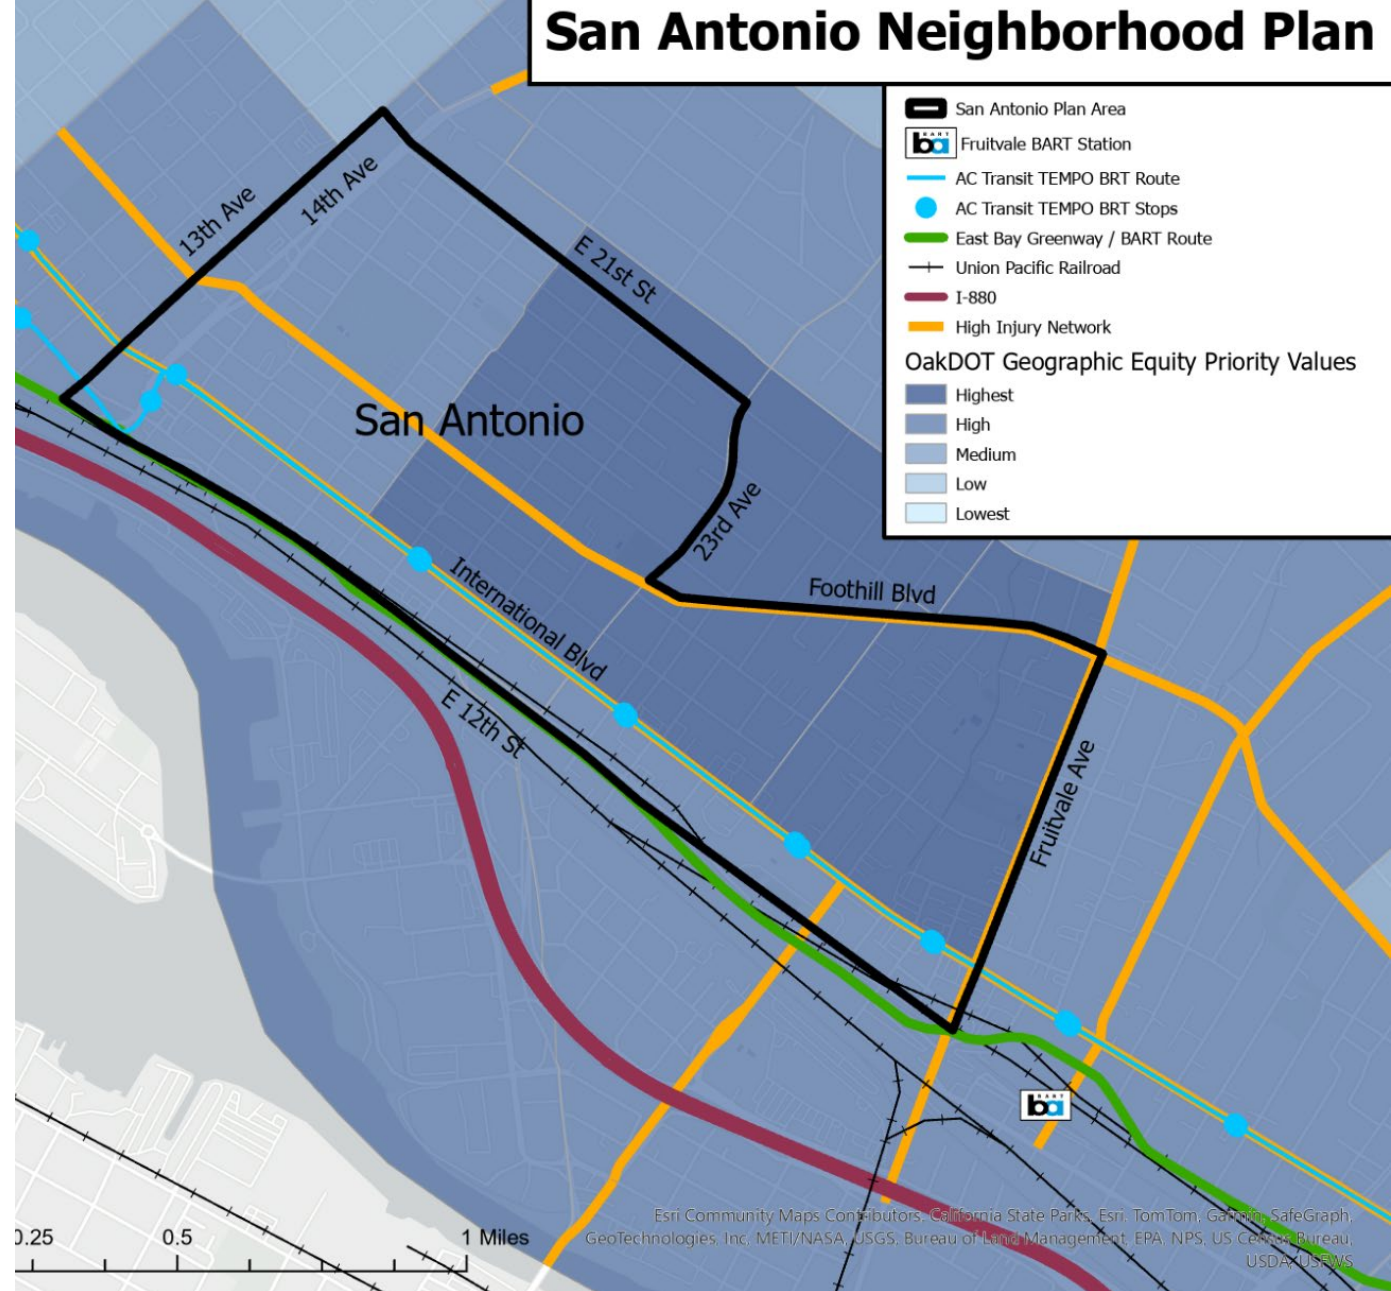 San Antonio Neighborhood Plan
San Antonio Plan Area
BART
ba
Fruitvale BART Station
AC Transit TEMPO BRT Route
AC Transit TEMPO BRT Stops
East Bay Greenway / BART Route
Union Pacific Railroad
I-880
High Injury Network
OakDOT Geographic Equity Priority Values
Highest
High
Medium
Low
Lowest
13th Ave
14th Ave
E 21st St
San Antonio
23rd Ave
Foothill Blvd
International Blvd
E 12th St
Fruitvale Ave
BART
ba
0.25
0.5
1 Miles
Esri Community Maps Contributors, California State Parks, Esri, TomTom, Garmin, SafeGraph,
GeoTechnologies, Inc, METI/NASA, USGS, Bureau of Land Management, EPA, NPS, US Census Bureau,
USDA, USFWS